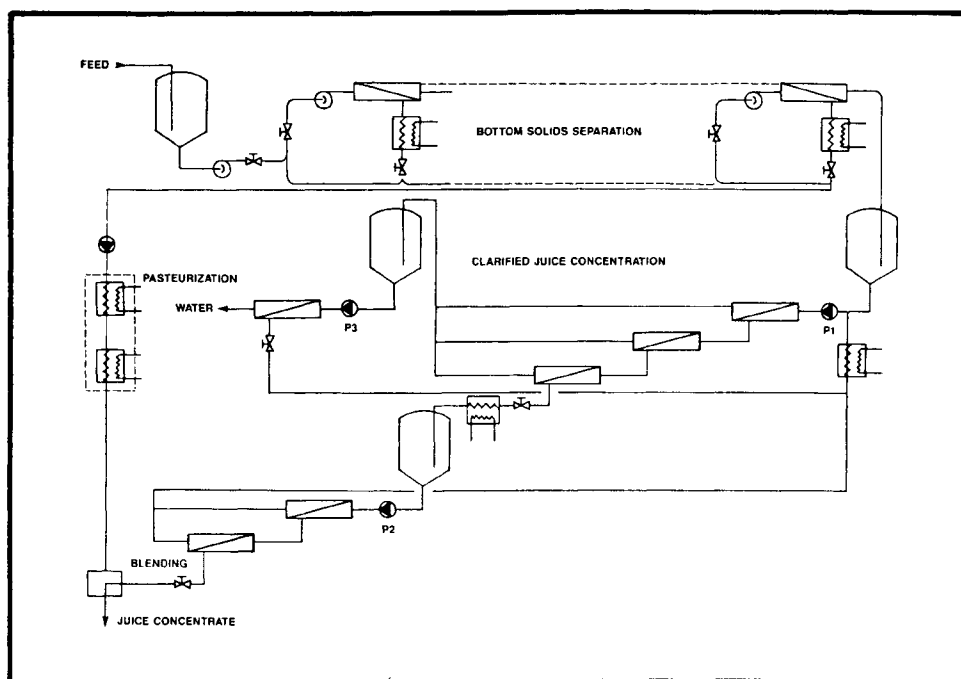 FEED
BOTTOM SOLIDS SEPARATION
CLARIFIED JUICE CONCENTRATION
PASTEURIZATION
WATER
P3
P1
P2
BLENDING
JUICE CONCENTRATE